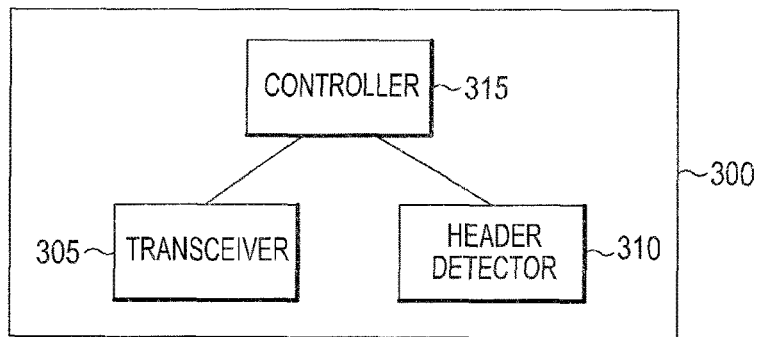 CONTROLLER
315
300
305
TRANSCEIVER
HEADER
DETECTOR
310